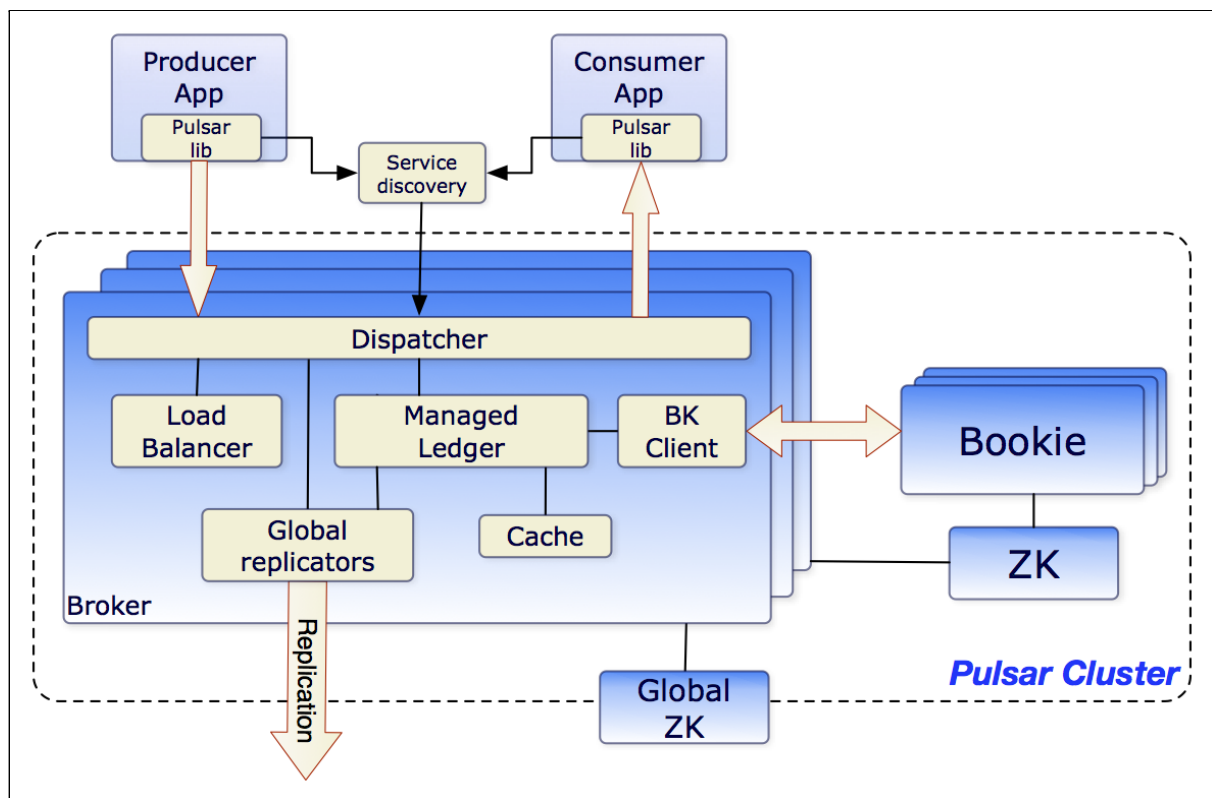 Producer
App
Pulsar
lib
Consumer
App
Pulsar
lib
Service
discovery
Dispatcher
Load
Balancer
Managed
Ledger
BK
Client
Bookie
Global
replicators
Cache
ZK
Broker
Replication
Pulsar Cluster
Global
ZK